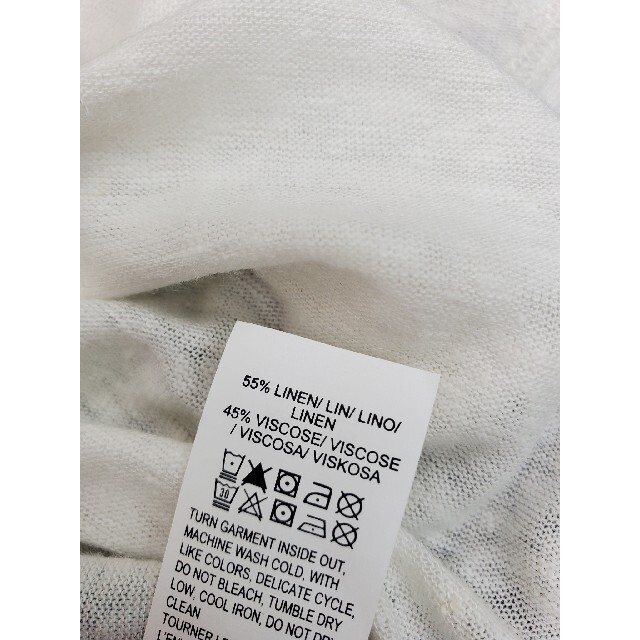 55% LINEN/ LIN/ LINO/
LINEN
45% VISCOSE/ VISCOSE
/ VISCOSA/ VISKOSA
30
TURN GARMENT INSIDE OUT,
MACHINE WASH COLD, WITH
LIKE COLORS, DELICATE CYCLE,
DO NOT BLEACH, TUMBLE DRY
LOW, COOL IRON, DO NOT DRY
CLEAN
TOURNER